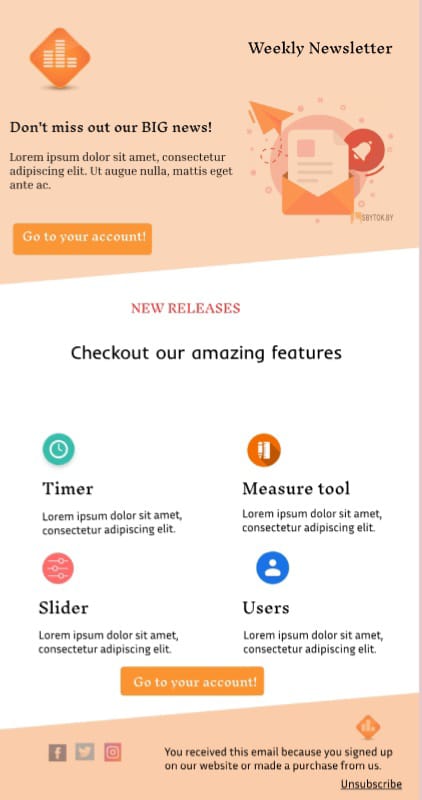 Weekly Newsletter
Don't miss out our BIG news!
Lorem ipsum dolor sit amet, consectetur
adipiscing elit. Ut augue nulla, mattis eget
ante ac.
SBYTOK.BY
Go to your account!
NEW RELEASES
Checkout our amazing features
Timer
Lorem ipsum dolor sit amet,
consectetur adipiscing elit.
Measure tool
Lorem ipsum dolor sit amet,
consectetur adipiscing elit.
Slider
Lorem ipsum dolor sit amet,
consectetur adipiscing elit.
Users
Lorem ipsum dolor sit amet,
consectetur adipiscing elit.
Go to your account!
You received this email because you signed up
on our website or made a purchase from us.
Unsubscribe